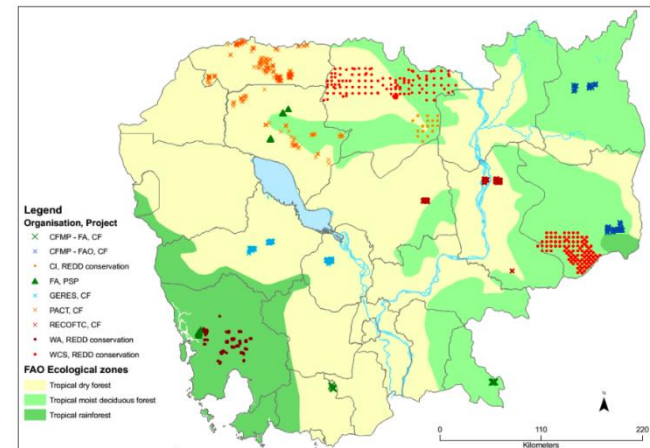 Legend
Organisation, Project
CFMP - FA, CF
CFMP - FAO, CF
CI, REDD conservation
FA, PSP
GERES, CF
PACT, CF
RECOFTC, CF
WA, REDD conservation
WCS, REDD conservation
FAO Ecological zones
Tropical dry forest
Tropical moist deciduous forest
Tropical rainforest
0 110 220
Kilometers